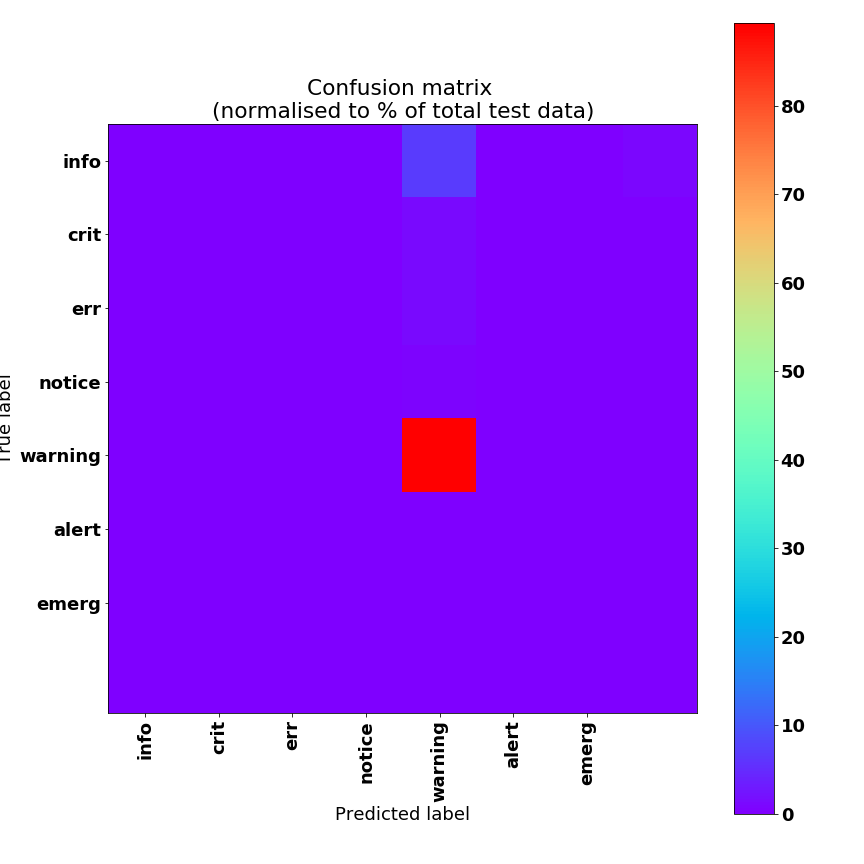 Confusion matrix
(normalised to % of total test data)
True label
info
crit
err
notice
warning
alert
emerg
info
crit
err
notice
warning
alert
emerg
Predicted label
80
70
60
50
40
30
20
10
0